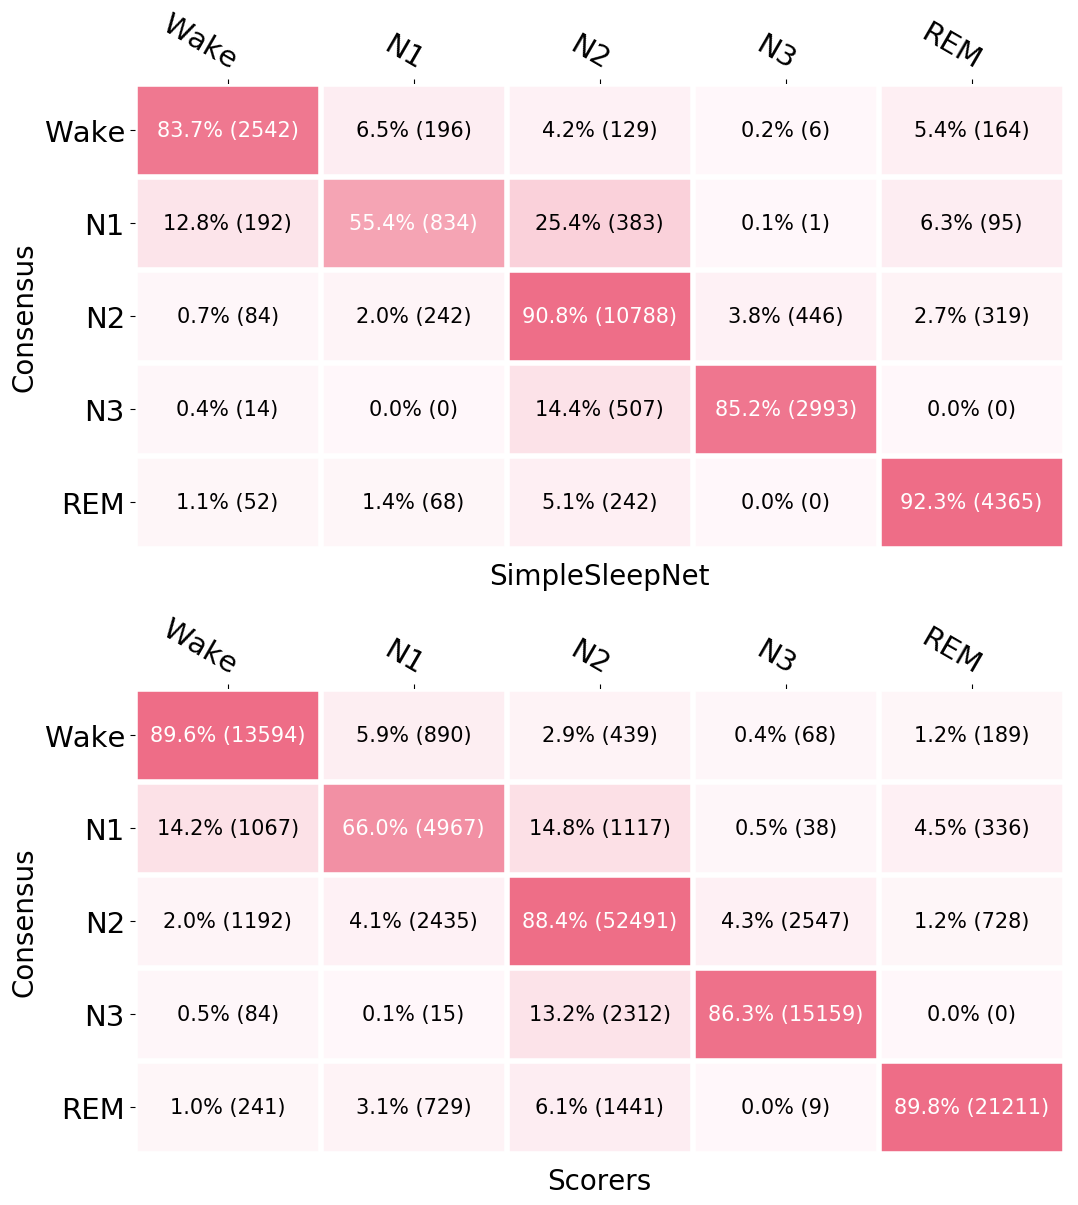 Wake N1 N2 N3 REM
Wake 83.7% (2542) 6.5% (196) 4.2% (129) 0.2% (6) 5.4% (164)
N1 12.8% (192) 55.4% (834) 25.4% (383) 0.1% (1) 6.3% (95)
Consensus
N2 0.7% (84) 2.0% (242) 90.8% (10788) 3.8% (446) 2.7% (319)
N3 0.4% (14) 0.0% (0) 14.4% (507) 85.2% (2993) 0.0% (0)
REM 1.1% (52) 1.4% (68) 5.1% (242) 0.0% (0) 92.3% (4365)
SimpleSleepNet
Wake N1 N2 N3 REM
Wake 89.6% (13594) 5.9% (890) 2.9% (439) 0.4% (68) 1.2% (189)
N1 14.2% (1067) 66.0% (4967) 14.8% (1117) 0.5% (38) 4.5% (336)
Consensus
N2 2.0% (1192) 4.1% (2435) 88.4% (52491) 4.3% (2547) 1.2% (728)
N3 0.5% (84) 0.1% (15) 13.2% (2312) 86.3% (15159) 0.0% (0)
REM 1.0% (241) 3.1% (729) 6.1% (1441) 0.0% (9) 89.8% (21211)
Scorers